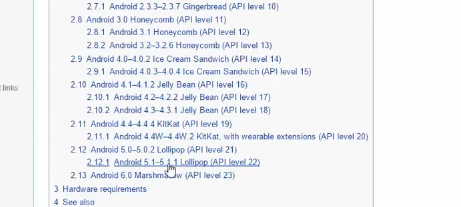 2.7.1 Android 2.3.3–2.3.7 Gingerbread (API level 10)
2.8 Android 3.0 Honeycomb (API level 11)
2.8.1 Android 3.1 Honeycomb (API level 12)
2.8.2 Android 3.2–3.2.6 Honeycomb (API level 13)
2.9 Android 4.0–4.0.2 Ice Cream Sandwich (API level 14)
2.9.1 Android 4.0.3–4.0.4 Ice Cream Sandwich (API level 15)
links
2.10 Android 4.1–4.1.2 Jelly Bean (API level 16)
2.10.1 Android 4.2–4.2.2 Jelly Bean (API level 17)
2.10.2 Android 4.3–4.3.1 Jelly Bean (API level 18)
2.11 Android 4.4–4.4.4 KitKat (API level 19)
2.11.1 Android 4.4W–4.4W.2 KitKat, with wearable extensions (API level 20)
2.12 Android 5.0–5.0.2 Lollipop (API level 21)
2.12.1 Android 5.1–5.1.1 Lollipop (API level 22)
2.13 Android 6.0 Marshmallow (API level 23)
3 Hardware requirements
4 See also